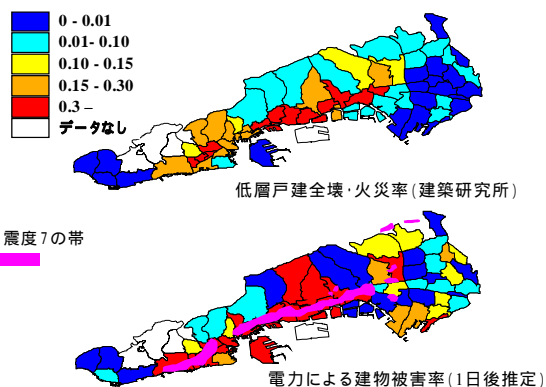 0 - 0.01
0.01- 0.10
0.10 - 0.15
0.15 - 0.30
0.3 –
データなし
低層戸建全壊･火災率(建築研究所)
震度7の帯
電力による建物被害率(1日後推定)